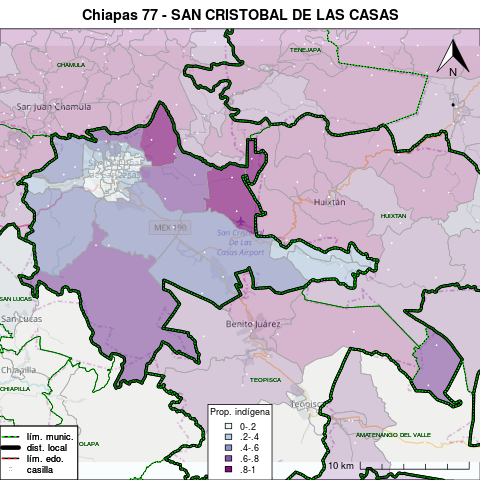 Chiapas 77 - SAN CRISTOBAL DE LAS CASAS
TENEJAPA
CHAMULA
N
San Juan Chamula
Huixtán
HUIXTAN
MEX 190
San Cristóbal
De Las
Casas Airport
SAN LUCAS
San Lucas
Benito Juárez
Chiapilla
CHIAPILLA
TEOPISCA
Teopisca
AMATENANGO DEL VALLE
OLAPA
Prop. indígena
0-.2
.2-.4
.4-.6
.6-.8
.8-1
lím. munic.
dist. local
lím. edo.
casilla
10 km